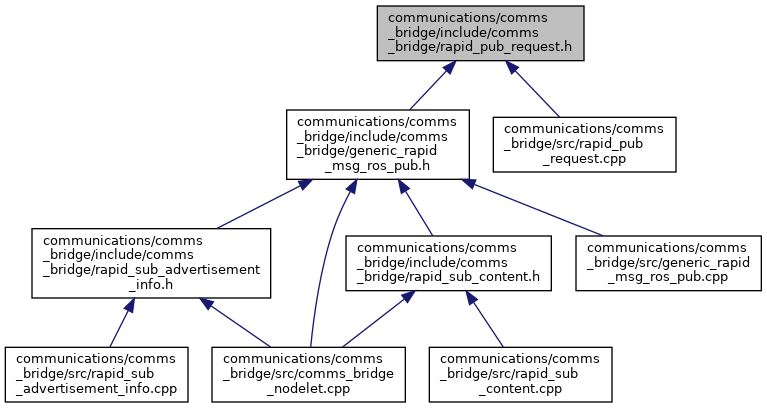 communications/comms
_bridge/include/comms
_bridge/rapid_pub_request.h
communications/comms
_bridge/include/comms
_bridge/generic_rapid
_msg_ros_pub.h
communications/comms
_bridge/src/rapid_pub
_request.cpp
communications/comms
_bridge/include/comms
_bridge/rapid_sub_advertisement
_info.h
communications/comms
_bridge/include/comms
_bridge/rapid_sub_content.h
communications/comms
_bridge/src/generic_rapid
_msg_ros_pub.cpp
communications/comms
_bridge/src/rapid_sub
_advertisement_info.cpp
communications/comms
_bridge/src/comms_bridge
_nodelet.cpp
communications/comms
_bridge/src/rapid_sub
_content.cpp